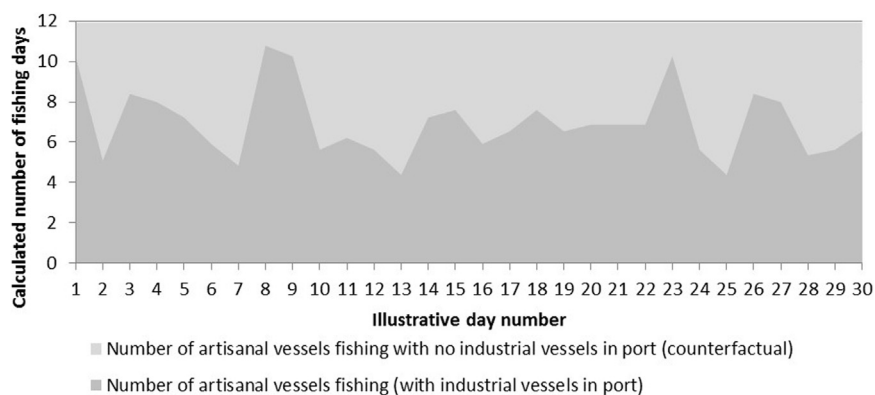 Calculated number of fishing days
12
10
8
6
4
2
0
1 2 3 4 5 6 7 8 9 10 11 12 13 14 15 16 17 18 19 20 21 22 23 24 25 26 27 28 29 30
Illustrative day number
Number of artisanal vessels fishing with no industrial vessels in port (counterfactual)
Number of artisanal vessels fishing (with industrial vessels in port)